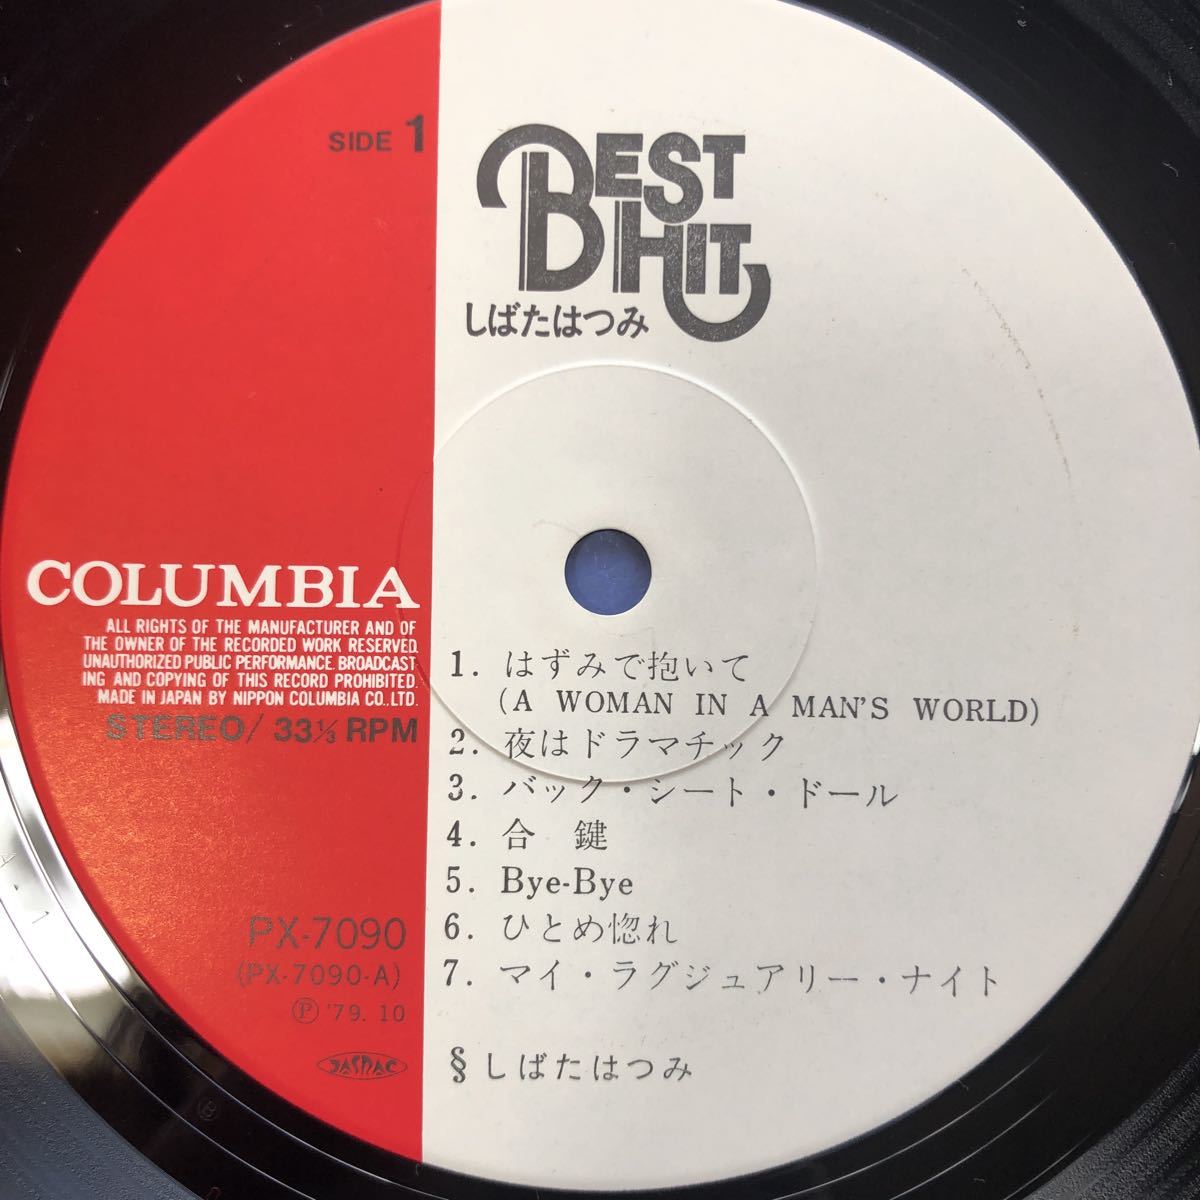 SIDE 1
BEST
HIT
しばたはつみ
COLUMBIA
ALL RIGHTS OF THE MANUFACTURER AND OF
THE OWNER OF THE RECORDED WORK RESERVED.
UNAUTHORIZED PUBLIC PERFORMANCE. BROADCAST
ING AND COPYING OF THIS RECORD PROHIBITED.
MADE IN JAPAN BY NIPPON COLUMBIA CO.,LTD.
STEREO/ 33⅓ RPM
1. はずみで抱いて
(A WOMAN IN A MAN'S WORLD)
2. 夜はドラマチック
3. バック・シート・ドール
4. 合 鍵
5. Bye-Bye
6. ひとめ惚れ
7. マイ・ラグジュアリー・ナイト
§ しばたはつみ
PX-7090
(PX-7090-A)
Ⓟ '79. 10
JASRAC